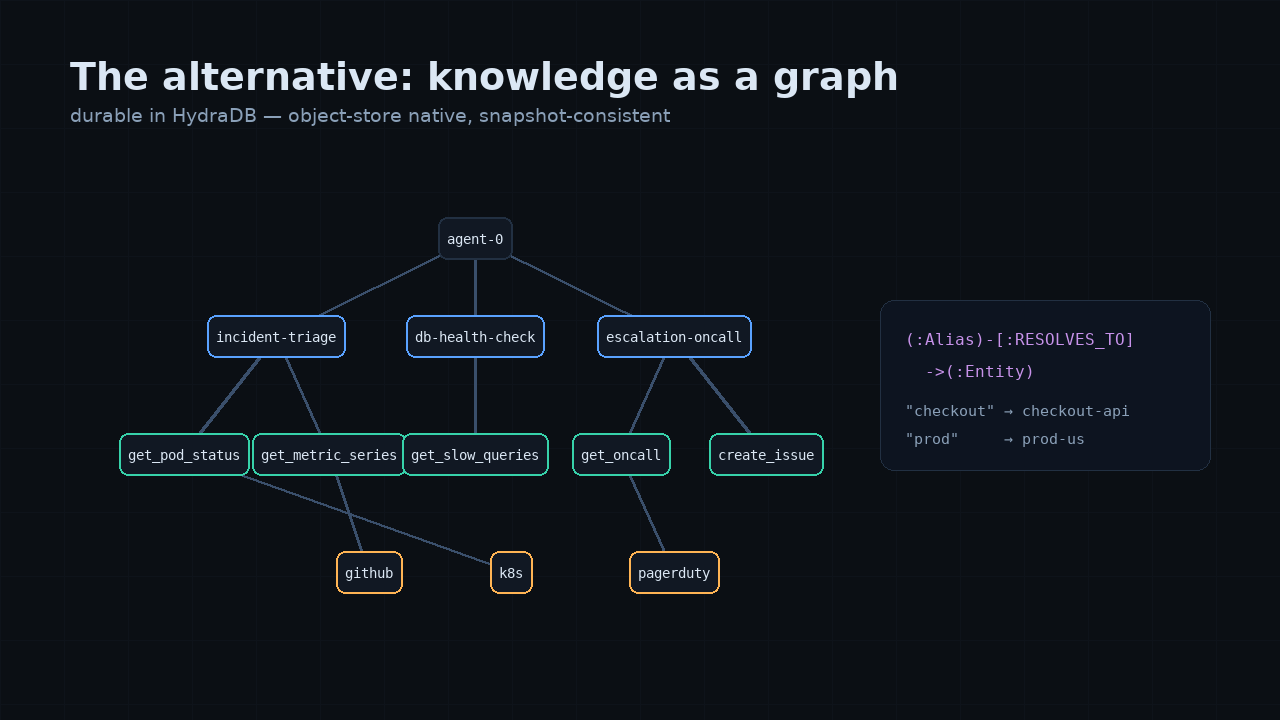 The alternative: knowledge as a graph
durable in HydraDB — object-store native, snapshot-consistent
agent-0
incident-triage
db-health-check
escalation-oncall
get_pod_status
get_metric_series
get_slow_queries
get_oncall
create_issue
github
k8s
pagerduty
(:Alias)-[:RESOLVES_TO]
->(:Entity)
"checkout" → checkout-api
"prod" → prod-us